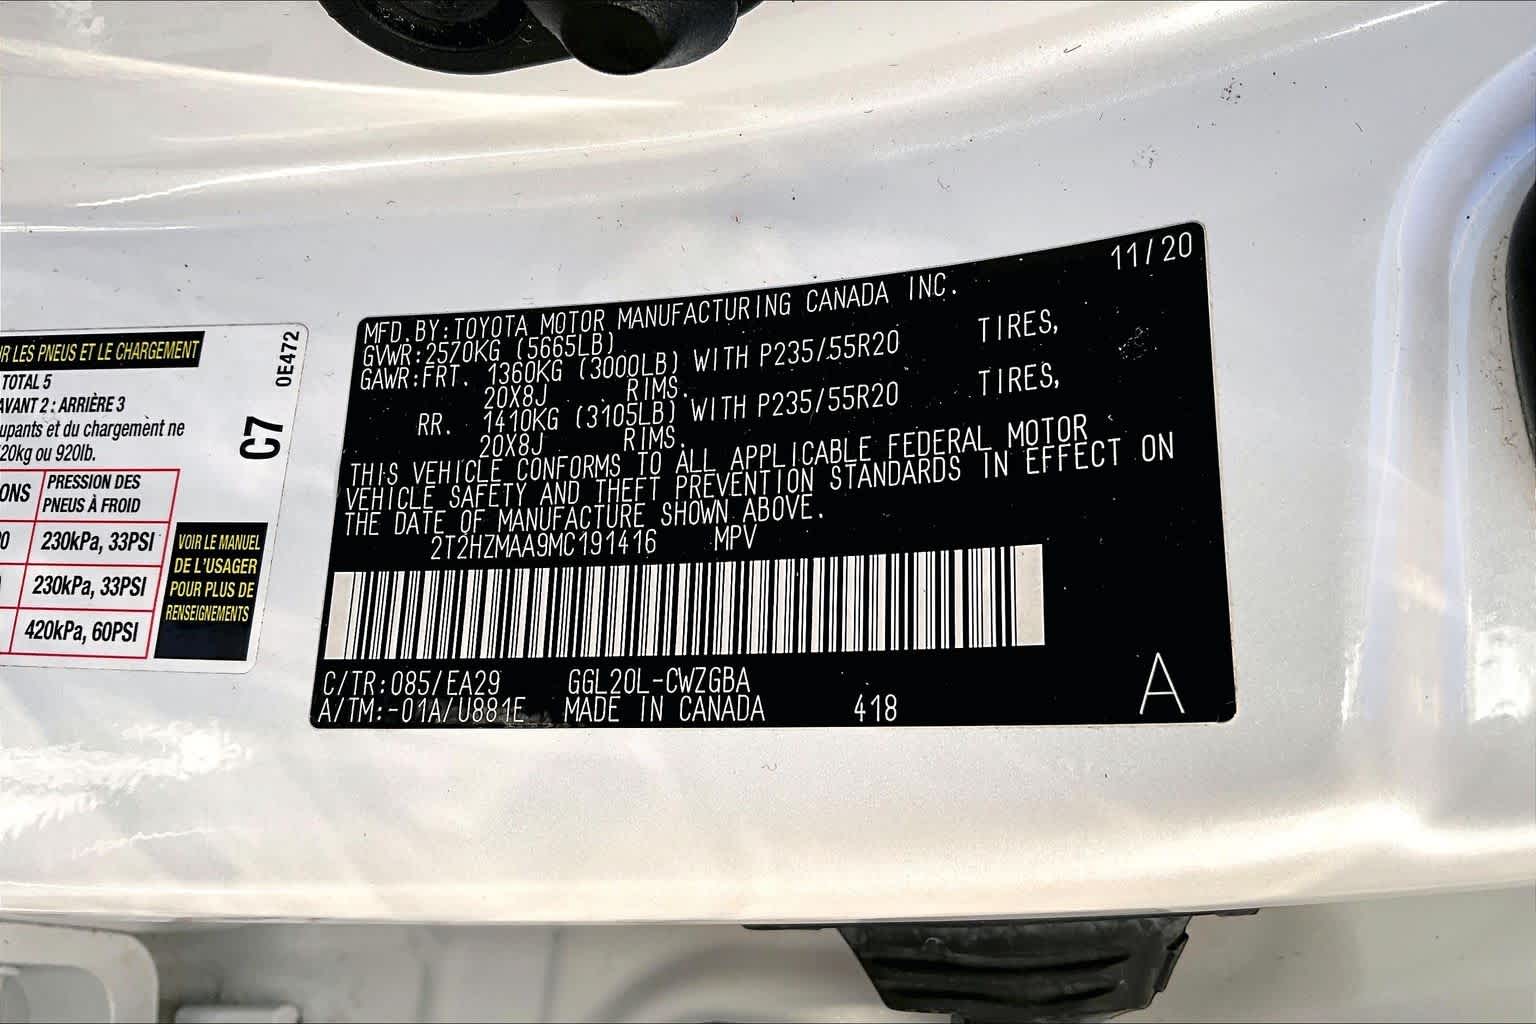 R LES PNEUS ET LE CHARGEMENT
TOTAL 5
AVANT 2 : ARRIÈRE 3
upants et du chargement ne
20kg ou 920lb.
ONS PRESSION DES
PNEUS À FROID
0 230kPa, 33PSI
230kPa, 33PSI
420kPa, 60PSI
0E472
C7
VOIR LE MANUEL
DE L'USAGER
POUR PLUS DE
RENSEIGNEMENTS
11/20
MFD.BY:TOYOTA MOTOR MANUFACTURING CANADA INC.
GVWR:2570KG (5665LB)
GAWR:FRT. 1360KG (3000LB) WITH P235/55R20 TIRES,
20X8J RIMS.
RR. 1410KG (3105LB) WITH P235/55R20 TIRES,
20X8J RIMS.
THIS VEHICLE CONFORMS TO ALL APPLICABLE FEDERAL MOTOR
VEHICLE SAFETY AND THEFT PREVENTION STANDARDS IN EFFECT ON
THE DATE OF MANUFACTURE SHOWN ABOVE.
2T2HZMAA9MC191416 MPV
C/TR:085/EA29 GGL20L-CWZGBA
A/TM:-01A/U881E MADE IN CANADA 418
A